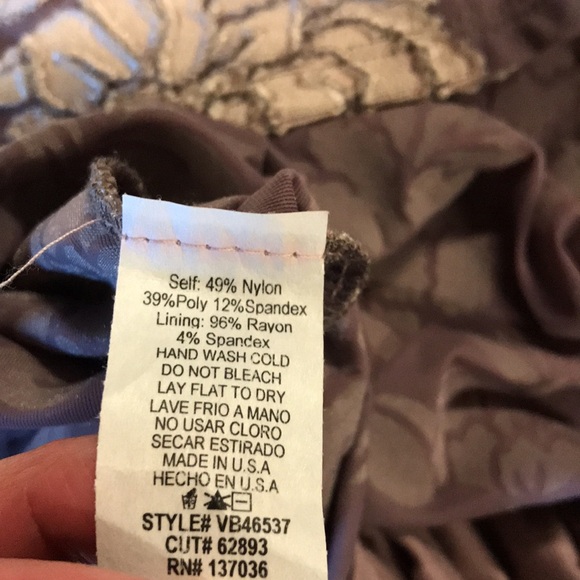 Self: 49% Nylon
39%Poly 12%Spandex
Lining: 96% Rayon
4% Spandex
HAND WASH COLD
DO NOT BLEACH
LAY FLAT TO DRY
LAVE FRIO A MANO
NO USAR CLORO
SECAR ESTIRADO
MADE IN U.S.A
HECHO EN U.S.A
STYLE# VB46537
CUT# 62893
RN# 137036